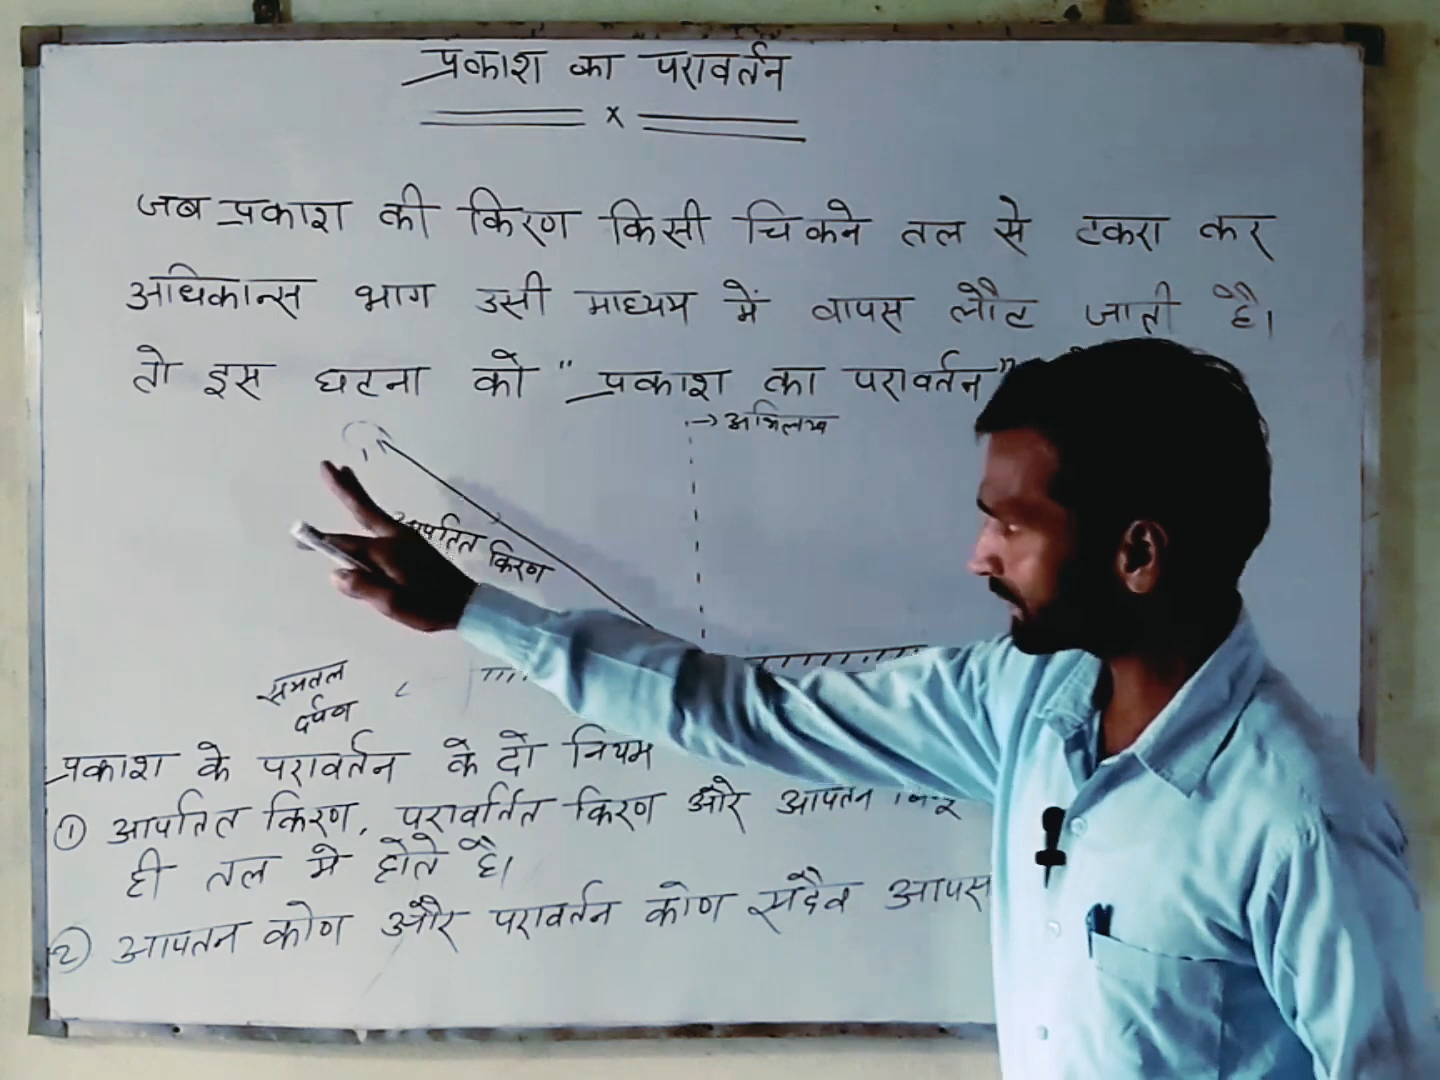 प्रकाश का परावर्तन
x
जब प्रकाश की किरण किसी चिकने तल से टकरा कर
अधिकान्स भाग उसी माध्यम में वापस लौट जाती है।
तो इस घटना को "प्रकाश का परावर्तन"
→ अभिलम्ब
आपतित किरण
समतल
दर्पण
प्रकाश के परावर्तन के दो नियम
① आपतित किरण, परावर्तित किरण और आपतन
ही तल मे होते है।
② आपतन कोण और परावर्तन कोण सदैव आपस